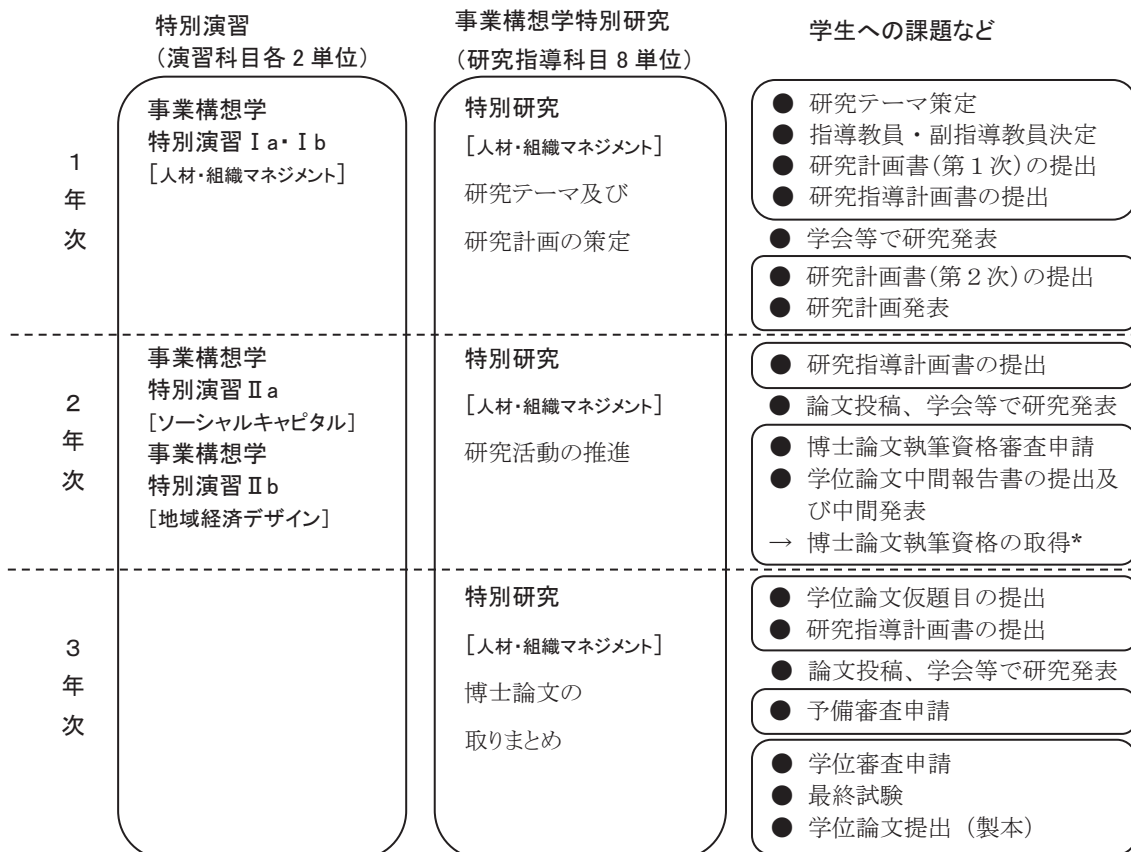 特別演習
（演習科目各２単位）
事業構想学特別研究
（研究指導科目８単位）
学生への課題など
1年次
事業構想学
特別演習Ⅰa・Ⅰb
[人材・組織マネジメント]
特別研究
[人材・組織マネジメント]
研究テーマ及び
研究計画の策定
● 研究テーマ策定
● 指導教員・副指導教員決定
● 研究計画書(第１次)の提出
● 研究指導計画書の提出
● 学会等で研究発表
● 研究計画書(第２次)の提出
● 研究計画発表
2年次
事業構想学
特別演習Ⅱa
[ソーシャルキャピタル]
事業構想学
特別演習Ⅱb
[地域経済デザイン]
特別研究
[人材・組織マネジメント]
研究活動の推進
● 研究指導計画書の提出
● 論文投稿、学会等で研究発表
● 博士論文執筆資格審査申請
● 学位論文中間報告書の提出及
び中間発表
→ 博士論文執筆資格の取得*
3年次
特別研究
[人材・組織マネジメント]
博士論文の
取りまとめ
● 学位論文仮題目の提出
● 研究指導計画書の提出
● 論文投稿、学会等で研究発表
● 予備審査申請
● 学位審査申請
● 最終試験
● 学位論文提出（製本）